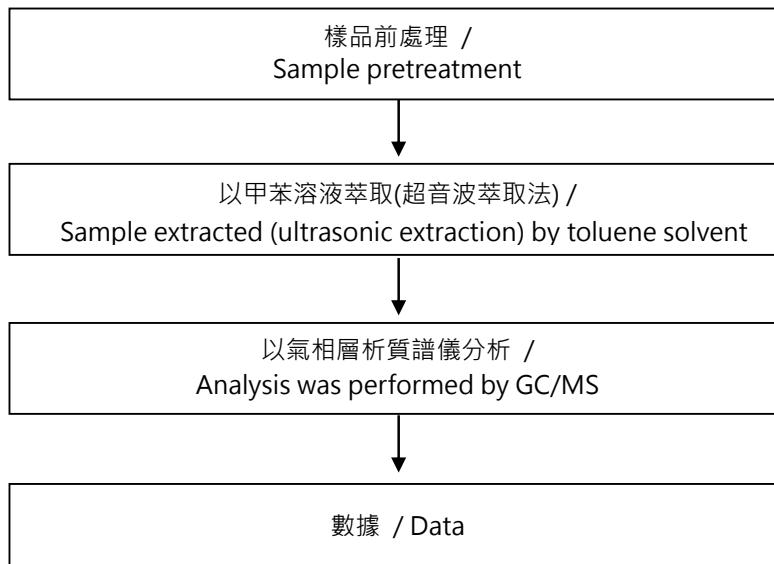 樣品前處理 /
Sample pretreatment
以甲苯溶液萃取(超音波萃取法) /
Sample extracted (ultrasonic extraction) by toluene solvent
以氣相層析質譜儀分析 /
Analysis was performed by GC/MS
數據 / Data